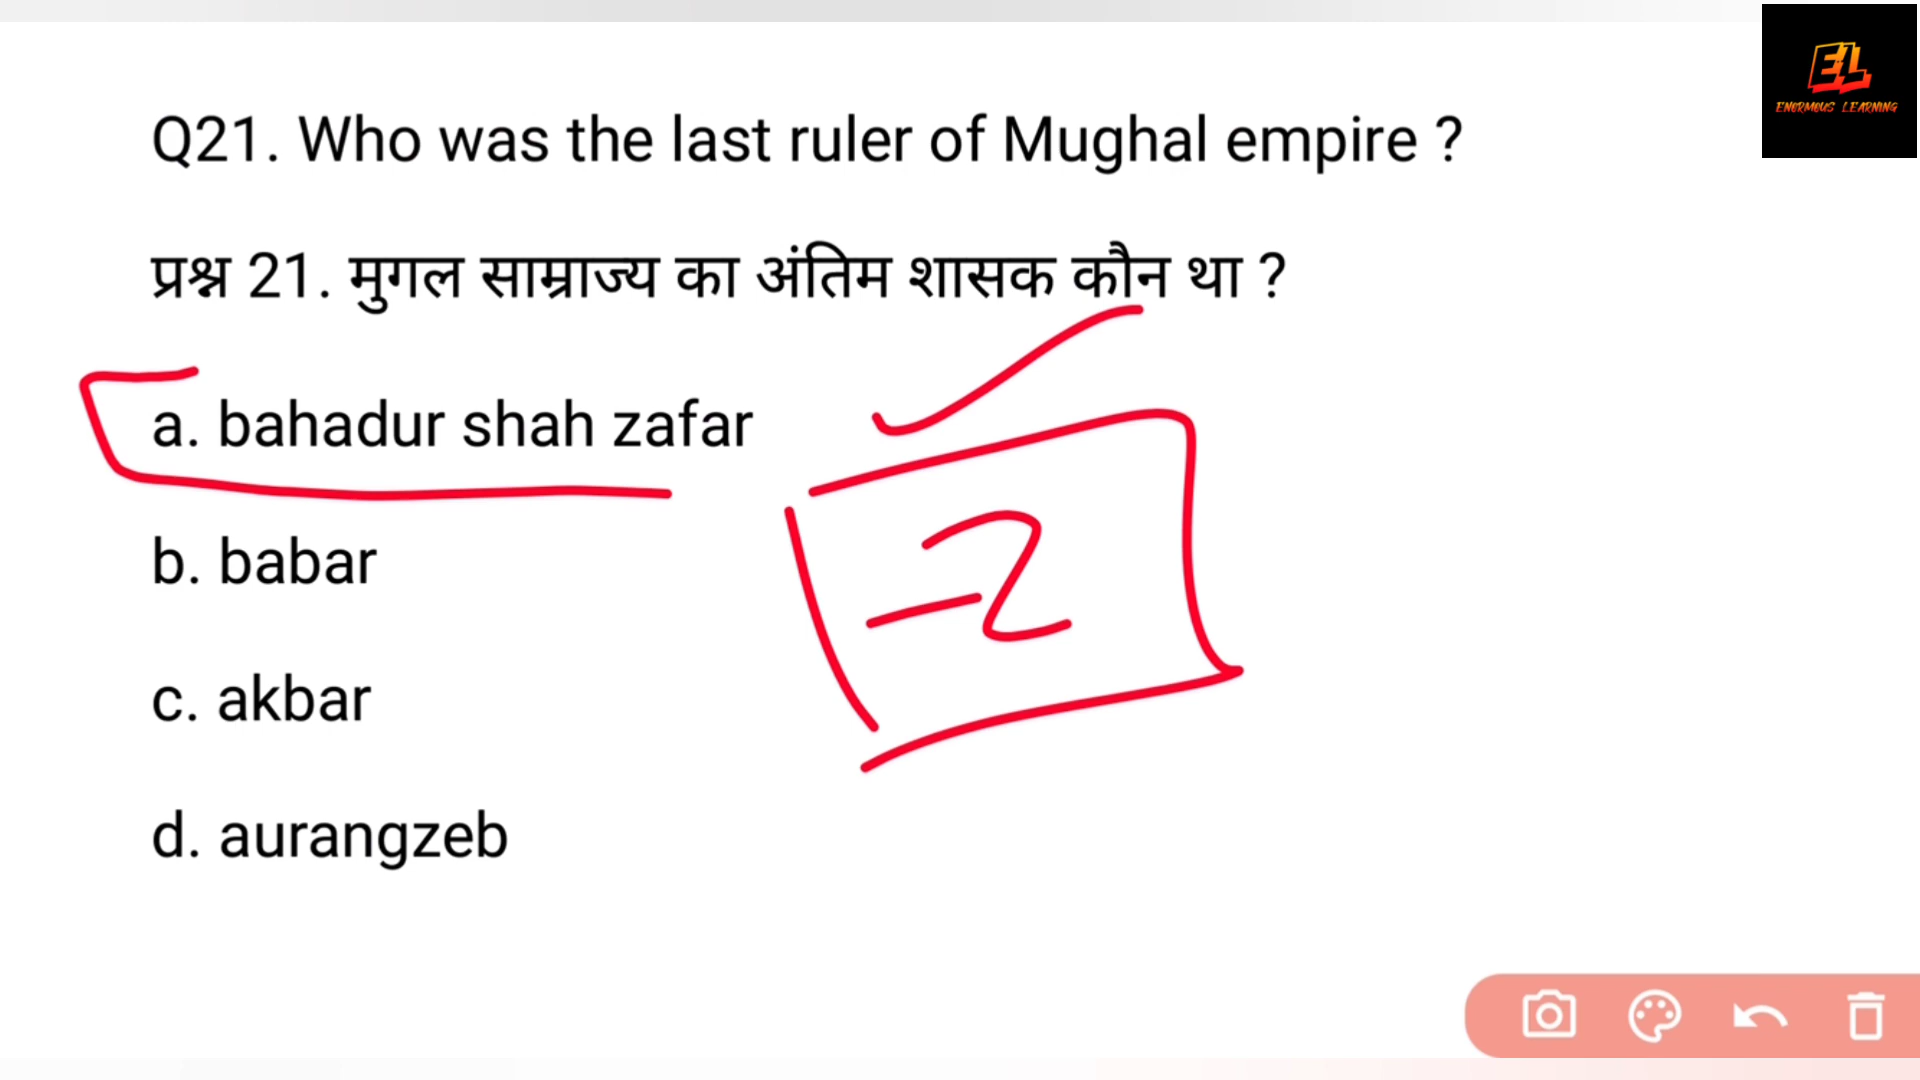 EL
ENORMOUS LEARNING
Q21. Who was the last ruler of Mughal empire ?
प्रश्न 21. मुगल साम्राज्य का अंतिम शासक कौन था ?
a. bahadur shah zafar
-2
b. babar
c. akbar
d. aurangzeb